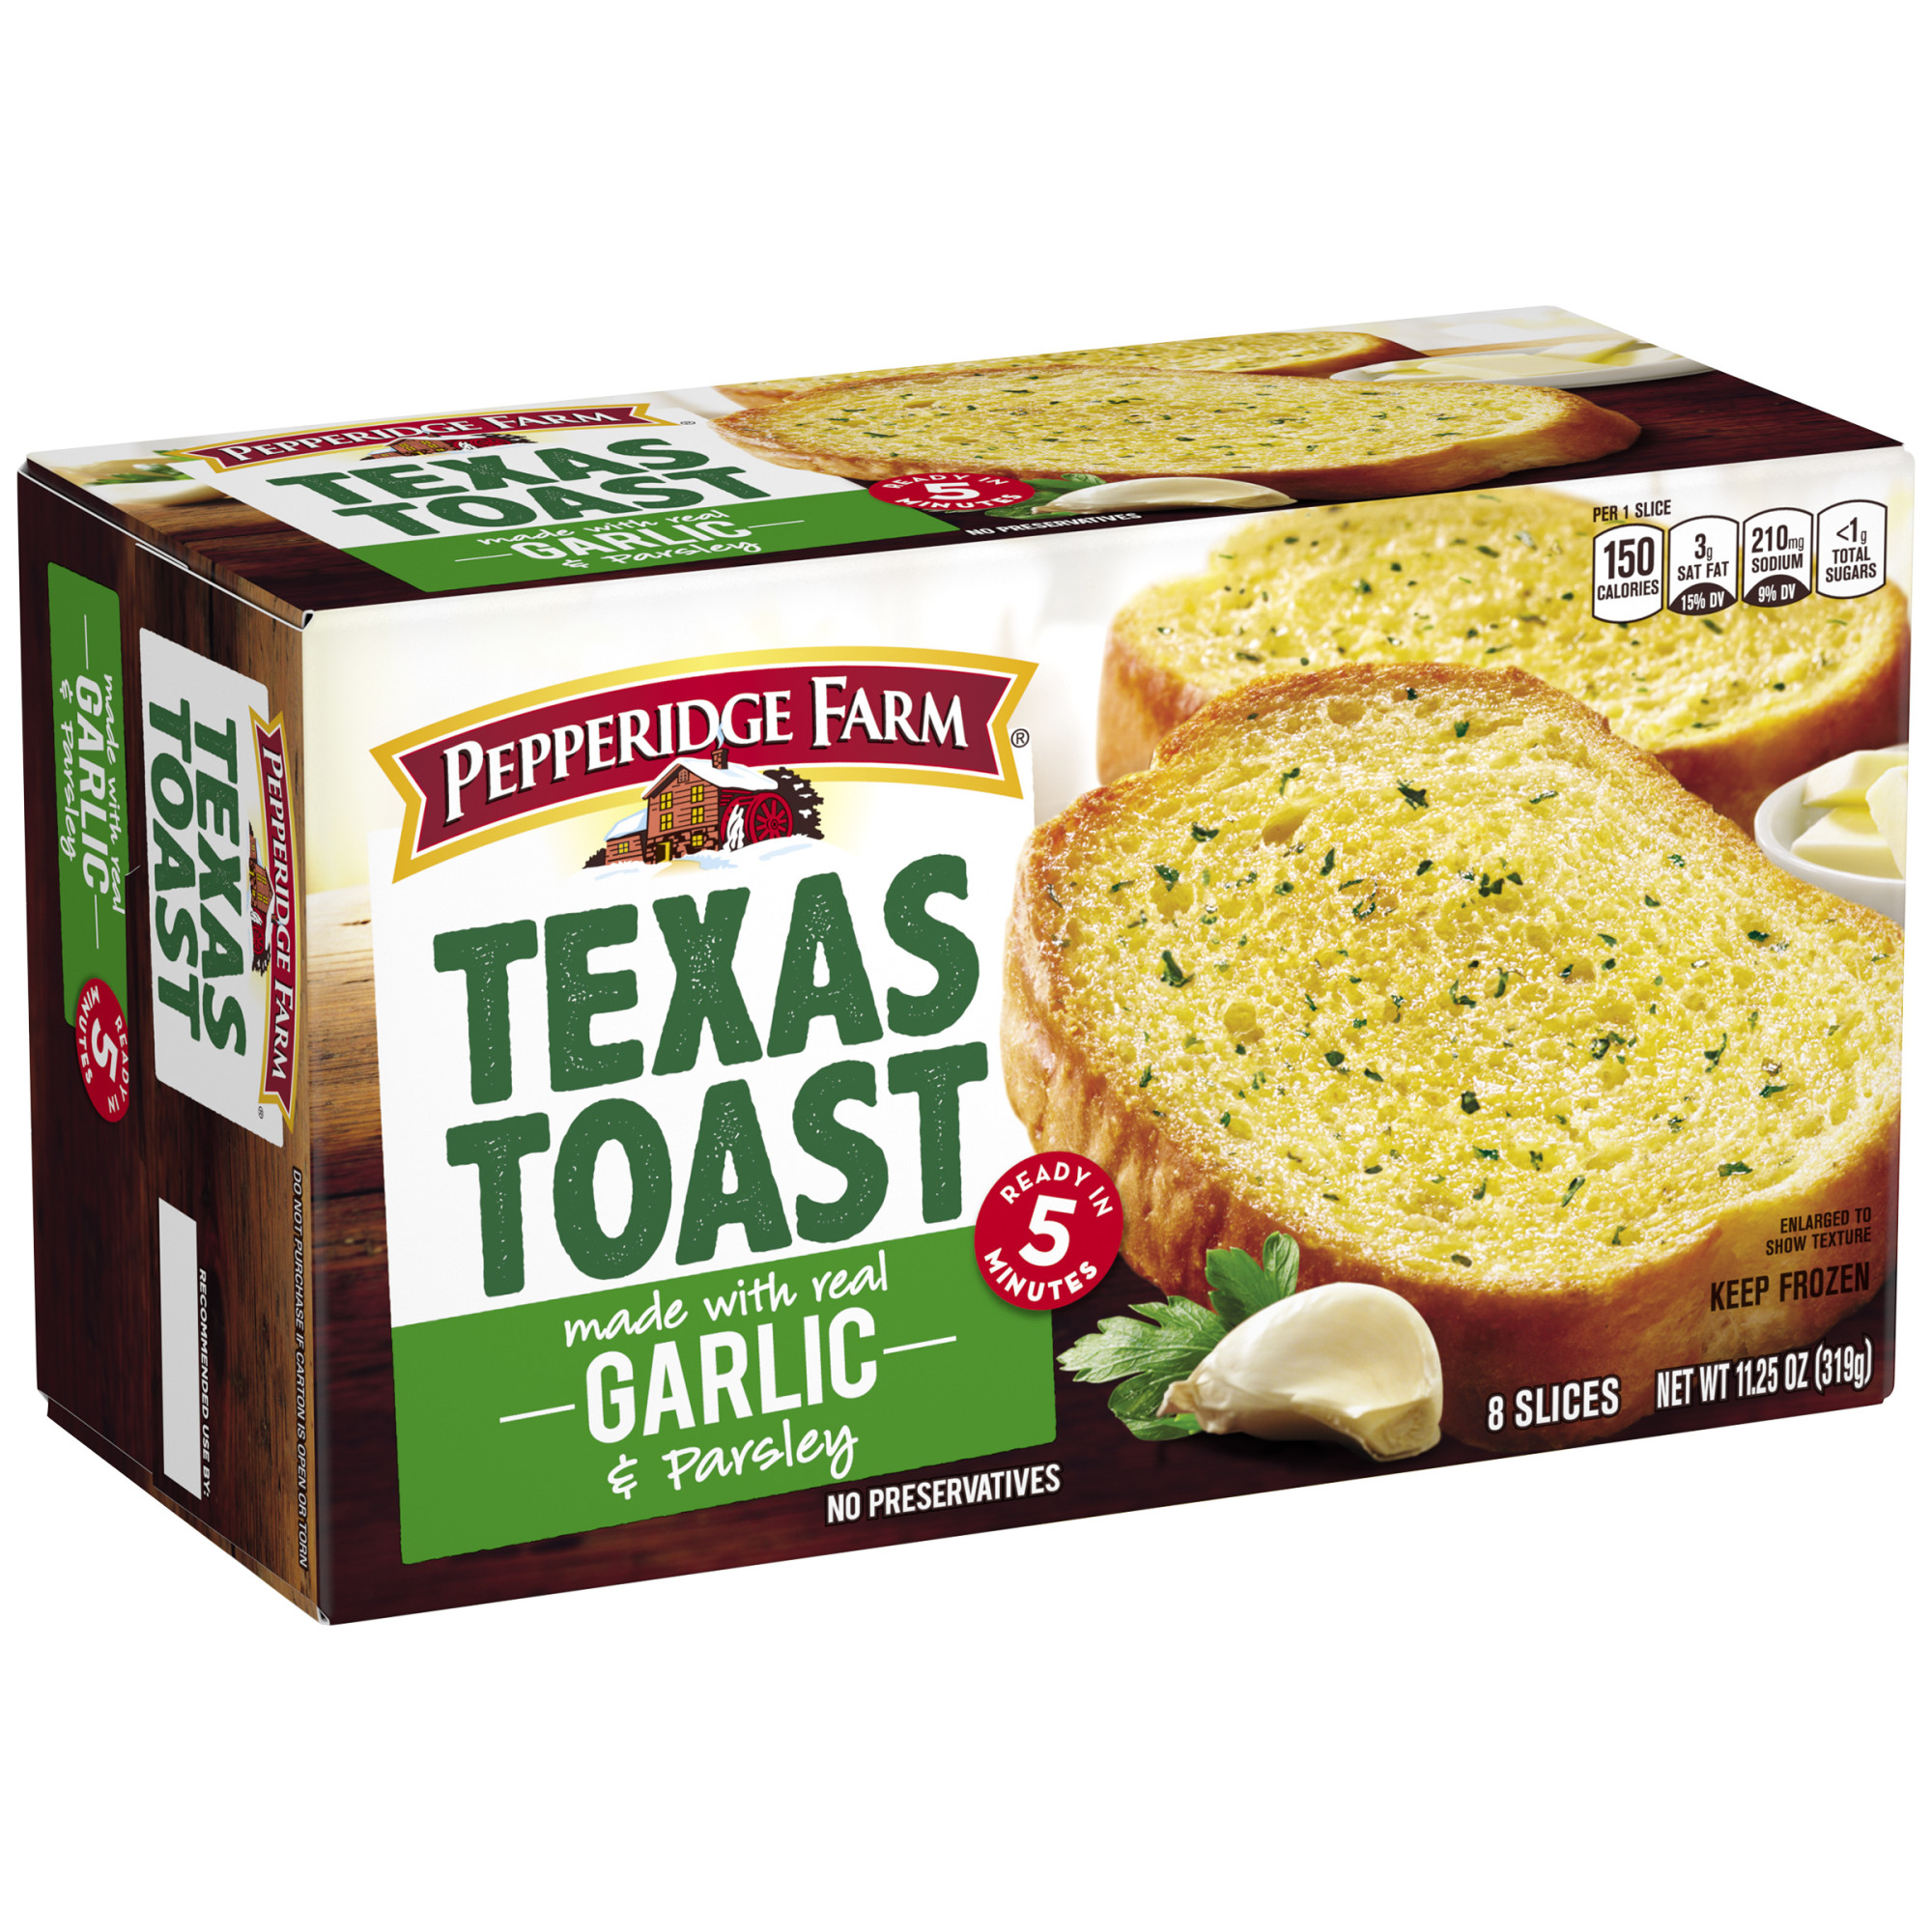 PEPPERIDGE FARM®
TEXAS
TOAST
made with real
GARLIC
& Parsley
READY IN
5
MINUTES
NO PRESERVATIVES
PER 1 SLICE
150
CALORIES
3g
SAT FAT
15% DV
210mg
SODIUM
9% DV
<1g
TOTAL
SUGARS
PEPPERIDGE FARM®
TEXAS
TOAST
made with real
GARLIC
& Parsley
READY IN
5
MINUTES
NO PRESERVATIVES
ENLARGED TO
SHOW TEXTURE
KEEP FROZEN
8 SLICES NET WT 11.25 OZ (319g)
PEPPERIDGE FARM®
TEXAS
TOAST
made with real
GARLIC
& Parsley
READY IN
5
MINUTES
RECOMMENDED USE BY:
DO NOT PURCHASE IF CARTON IS OPEN OR TORN